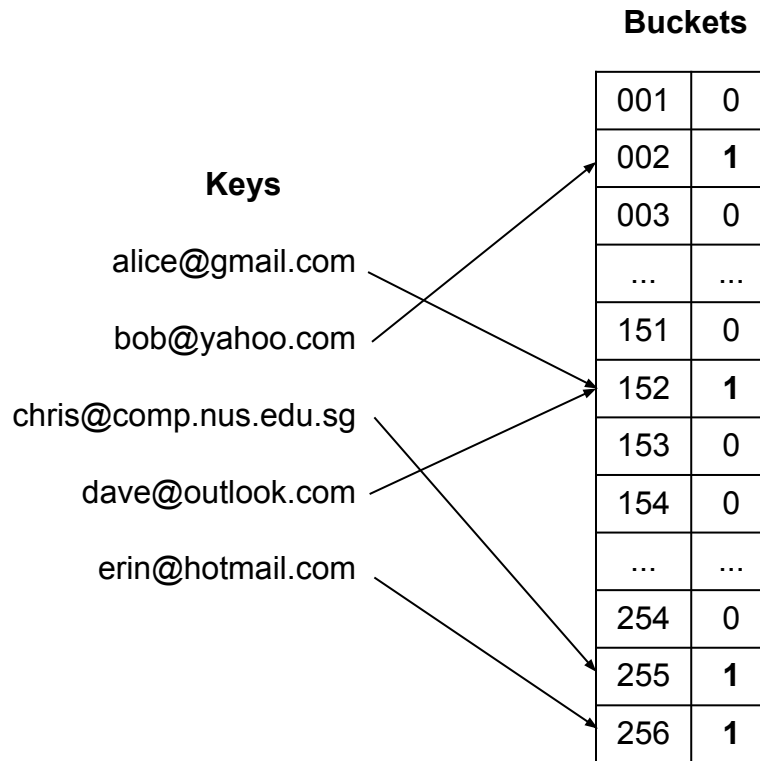 Buckets
Keys
alice@gmail.com
bob@yahoo.com
chris@comp.nus.edu.sg
dave@outlook.com
erin@hotmail.com
001 0
002 1
003 0
... ...
151 0
152 1
153 0
154 0
... ...
254 0
255 1
256 1